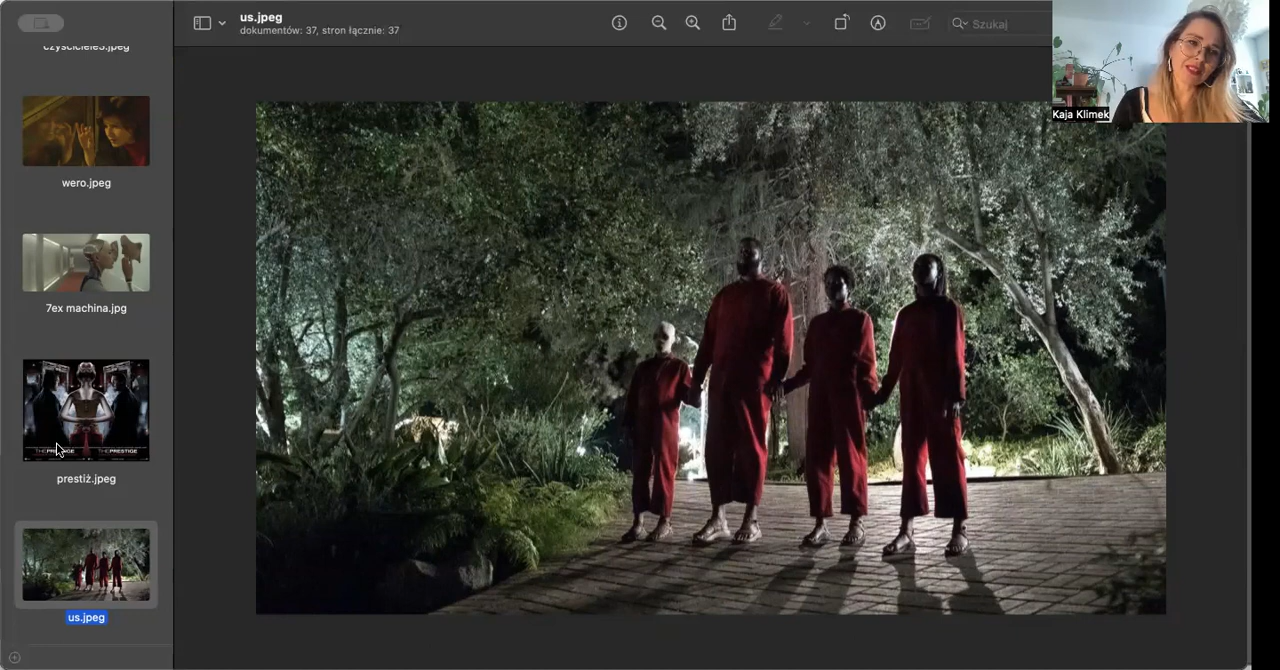 us.jpeg
dokumentów: 37, stron łącznie: 37
Szukaj
Kaja Klimek
czyściciele3.jpeg
wero.jpeg
7ex machina.jpg
THE PRESTIGE THE PRESTIGE
prestiż.jpeg
us.jpeg